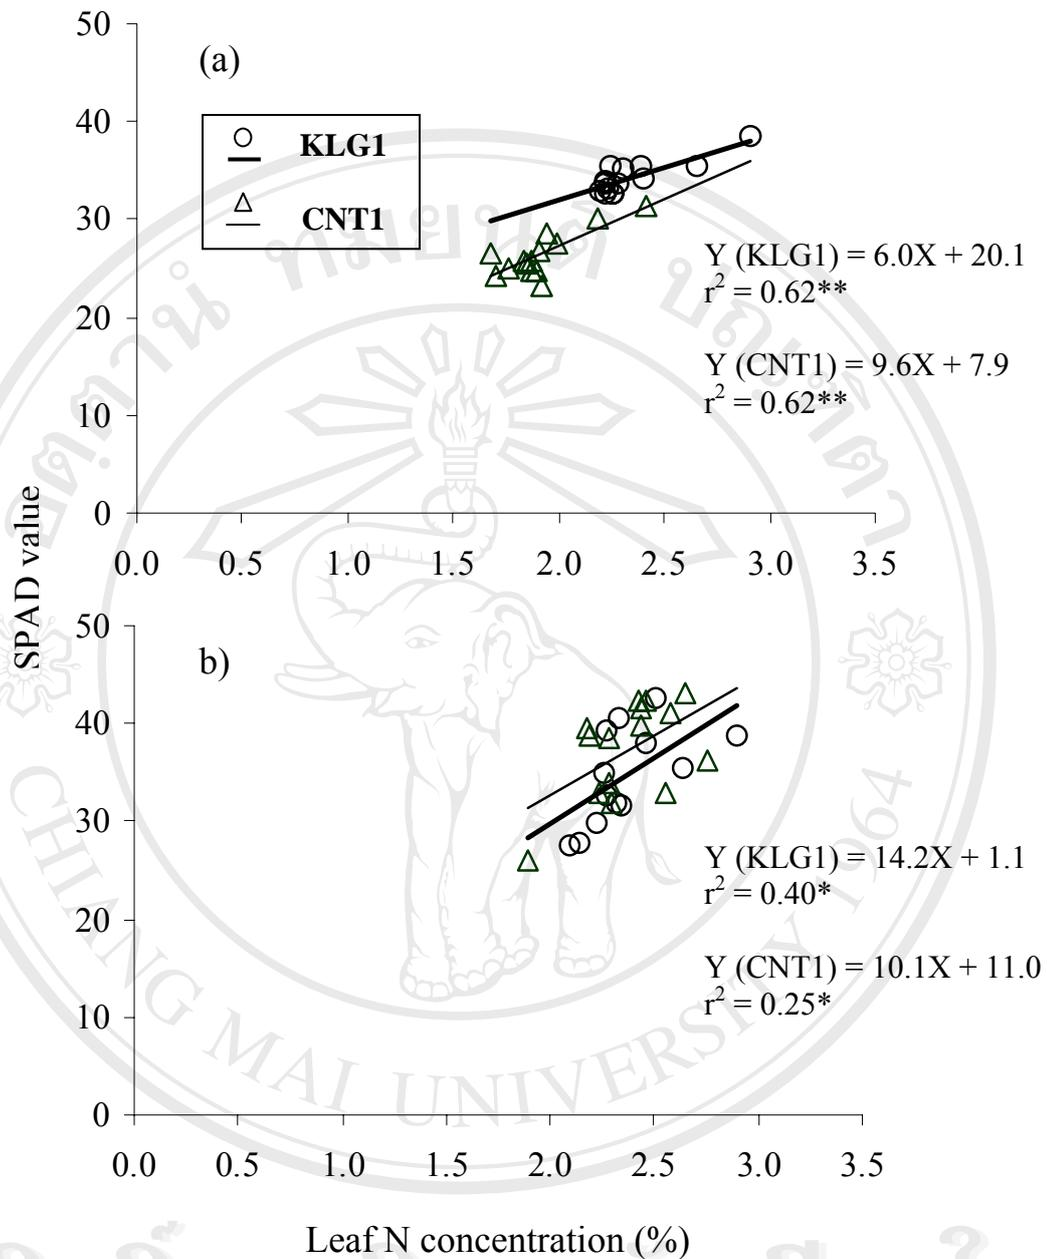 50
(a)
40
KLG1
CNT1
30
Y (KLG1) = 6.0X + 20.1
r² = 0.62**
20
Y (CNT1) = 9.6X + 7.9
r² = 0.62**
10
0
0.0 0.5 1.0 1.5 2.0 2.5 3.0 3.5
SPAD value
50
b)
40
30
Y (KLG1) = 14.2X + 1.1
r² = 0.40*
20
Y (CNT1) = 10.1X + 11.0
r² = 0.25*
10
0
0.0 0.5 1.0 1.5 2.0 2.5 3.0 3.5
Leaf N concentration (%)
CHIANG MAI UNIVERSITY 1964